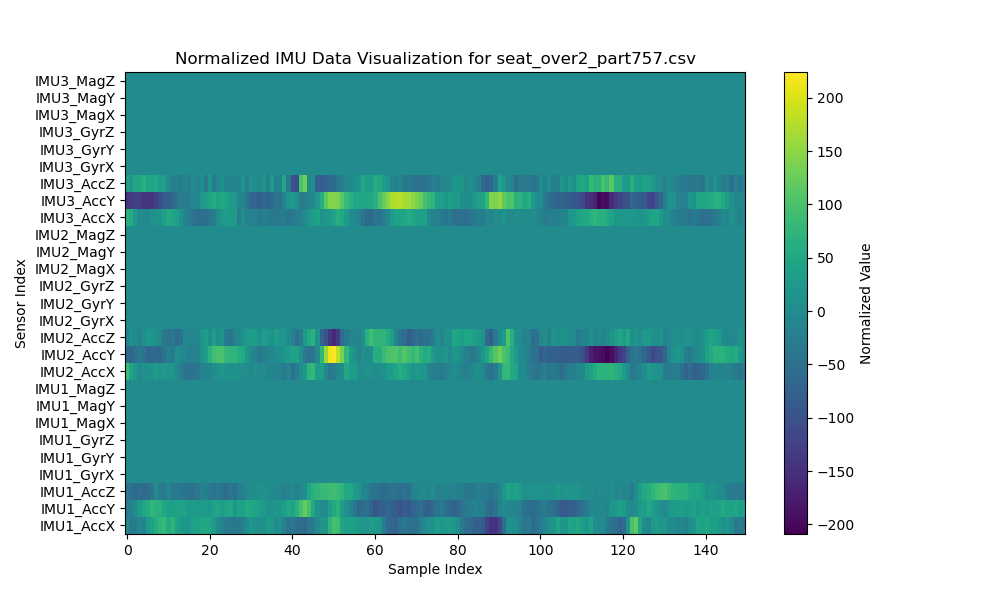 Normalized IMU Data Visualization for seat_over2_part757.csv
IMU3_MagZ
IMU3_MagY
IMU3_MagX
IMU3_GyrZ
IMU3_GyrY
IMU3_GyrX
IMU3_AccZ
IMU3_AccY
IMU3_AccX
IMU2_MagZ
IMU2_MagY
IMU2_MagX
IMU2_GyrZ
IMU2_GyrY
IMU2_GyrX
IMU2_AccZ
IMU2_AccY
IMU2_AccX
IMU1_MagZ
IMU1_MagY
IMU1_MagX
IMU1_GyrZ
IMU1_GyrY
IMU1_GyrX
IMU1_AccZ
IMU1_AccY
IMU1_AccX
Sensor Index
0 20 40 60 80 100 120 140
Sample Index
200
150
100
50
0
−50
−100
−150
−200
Normalized Value